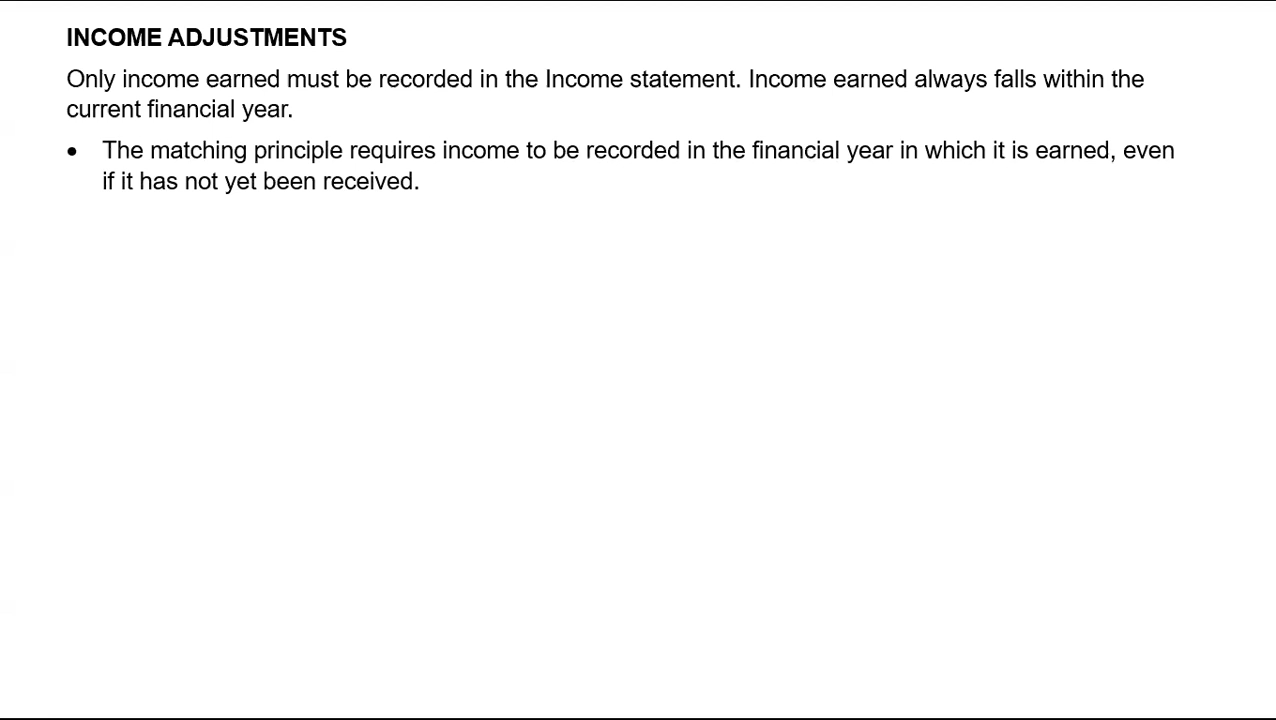 INCOME ADJUSTMENTS
Only income earned must be recorded in the Income statement. Income earned always falls within the
current financial year.
• The matching principle requires income to be recorded in the financial year in which it is earned, even
if it has not yet been received.